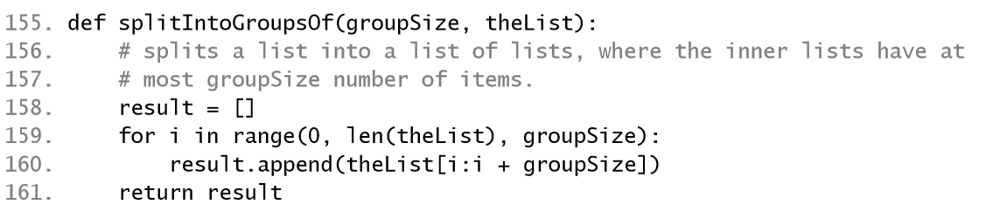 155. def splitIntoGroupsOf(groupSize, theList):
156.     # splits a list into a list of lists, where the inner lists have at
157.     # most groupSize number of items.
158.     result = []
159.     for i in range(0, len(theList), groupSize):
160.         result.append(theList[i:i + groupSize])
161.     return result